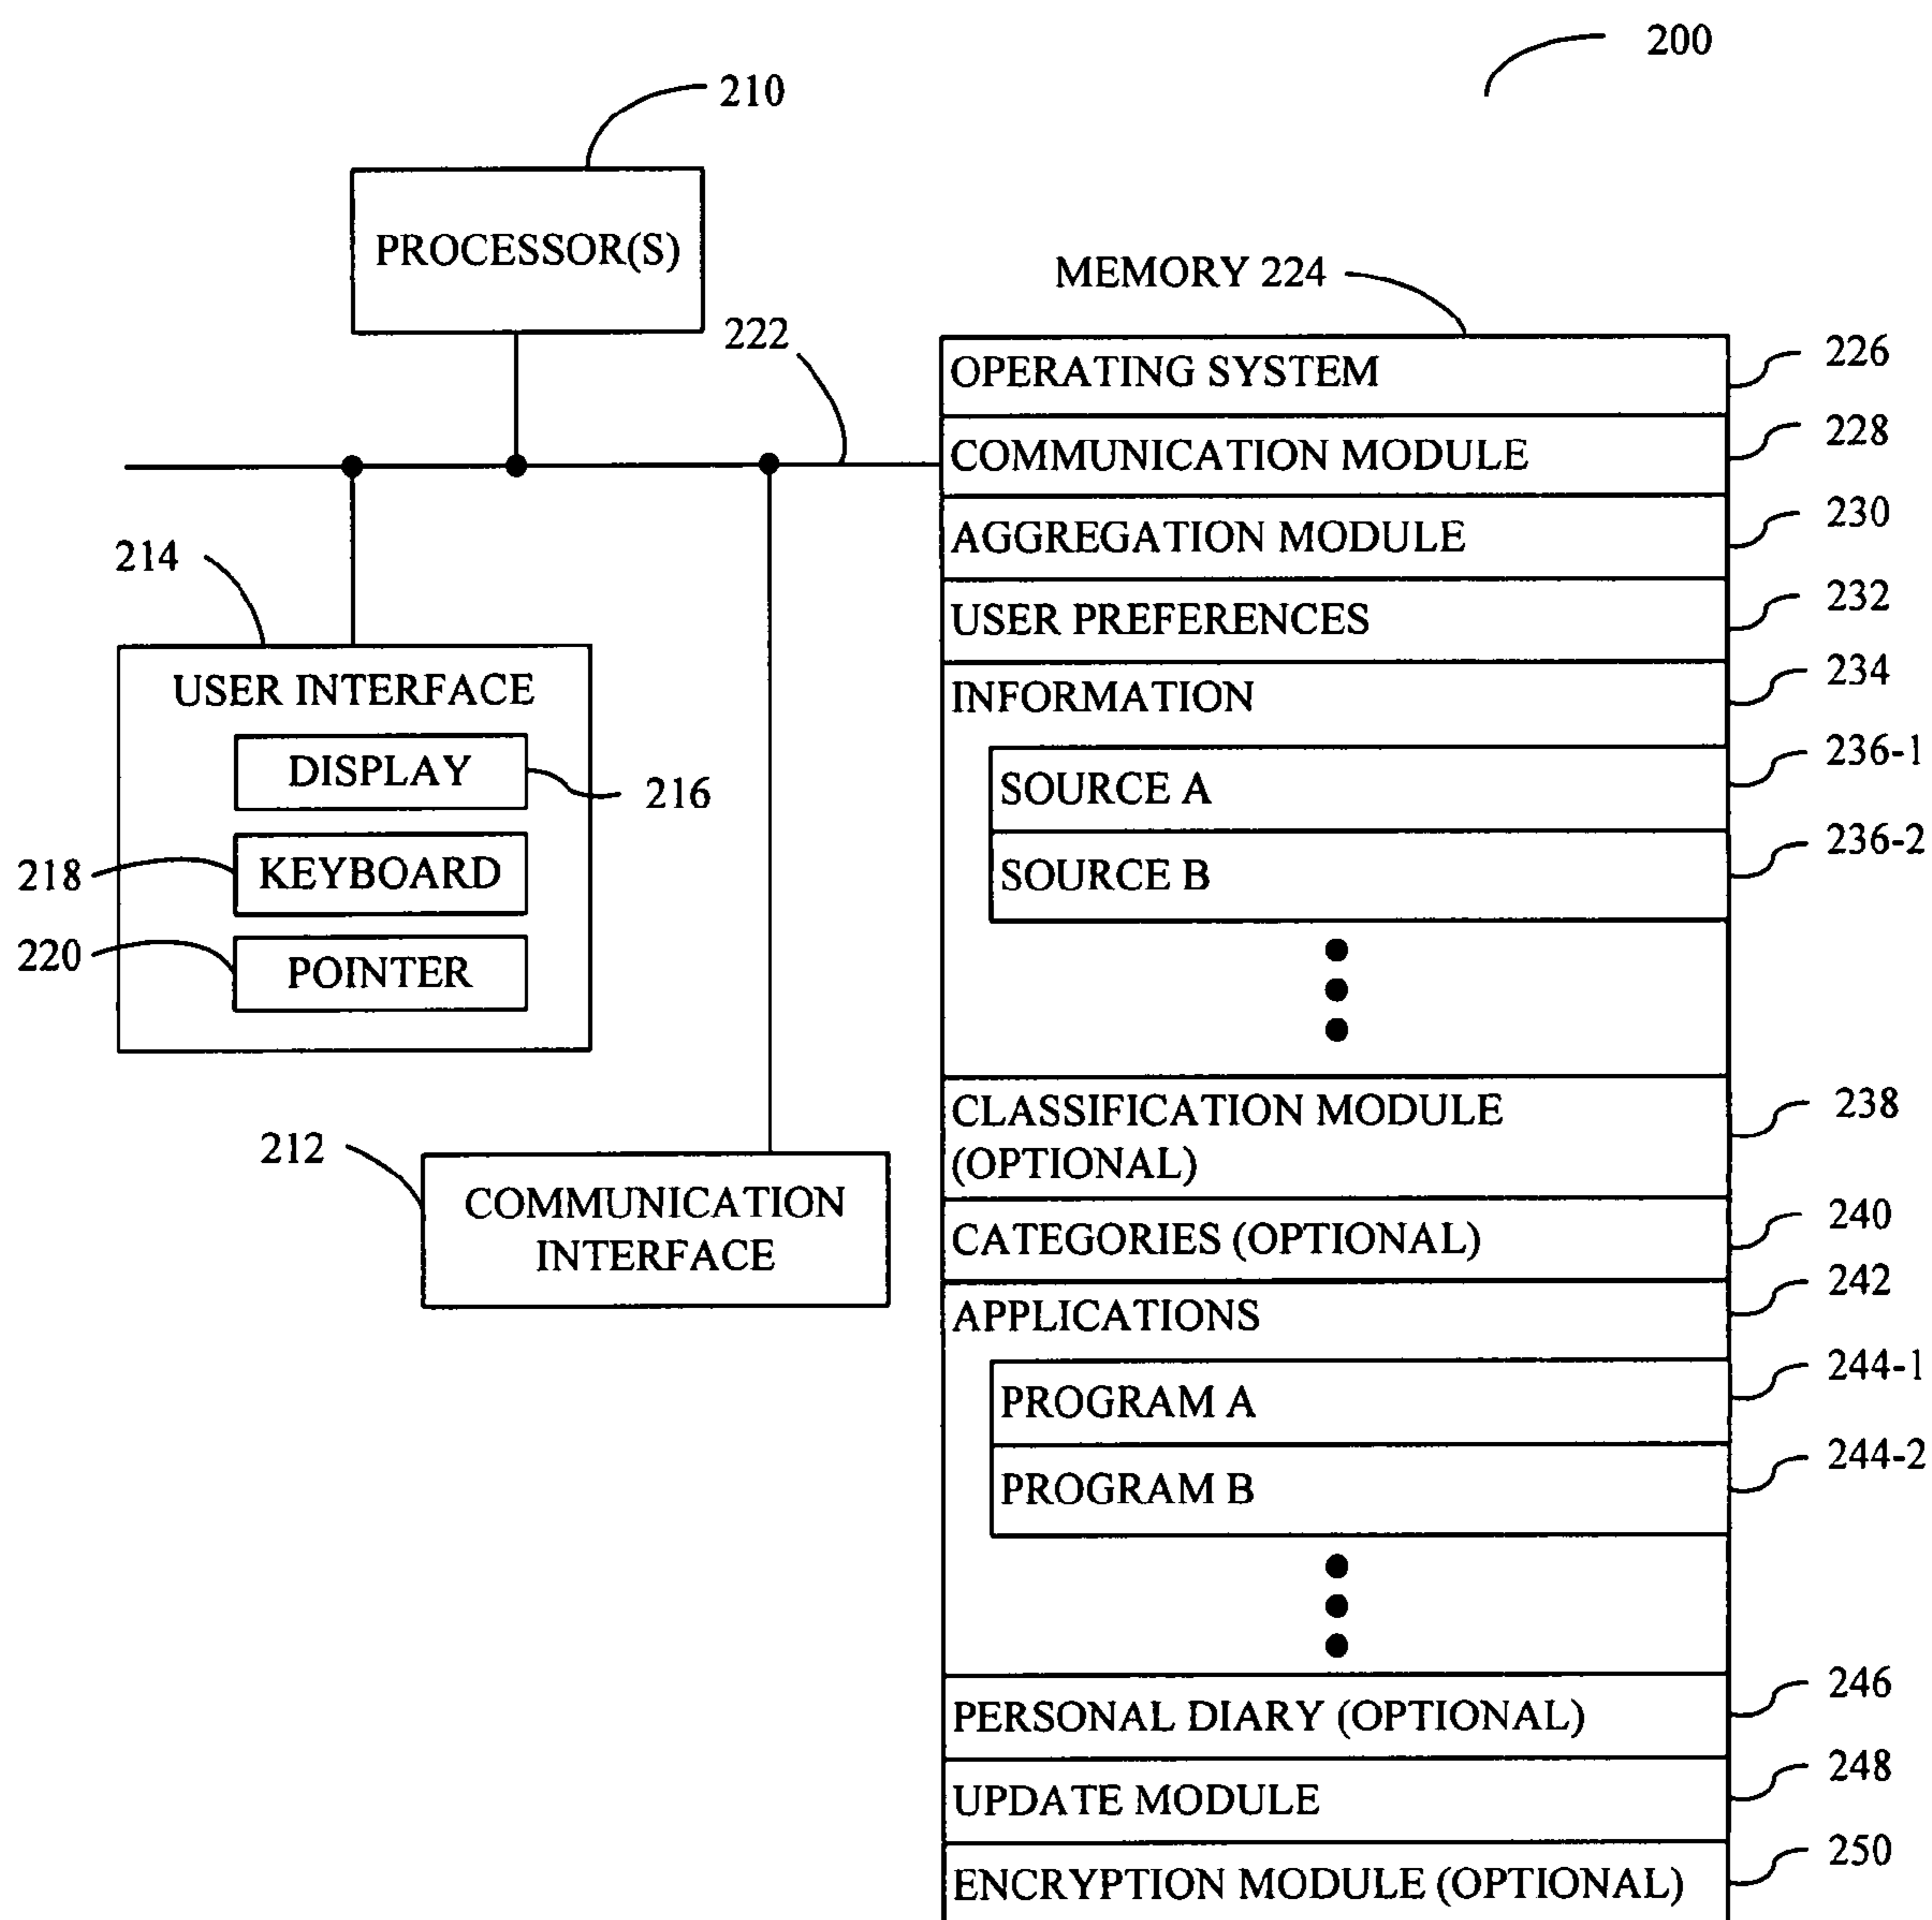 200
210
PROCESSOR(S)
MEMORY 224
222
OPERATING SYSTEM
226
COMMUNICATION MODULE
228
AGGREGATION MODULE
230
USER PREFERENCES
232
INFORMATION
234
SOURCE A
236-1
SOURCE B
236-2
214
USER INTERFACE
DISPLAY
216
218
KEYBOARD
220
POINTER
212
COMMUNICATION
INTERFACE
CLASSIFICATION MODULE
(OPTIONAL)
238
CATEGORIES (OPTIONAL)
240
APPLICATIONS
242
PROGRAM A
244-1
PROGRAM B
244-2
PERSONAL DIARY (OPTIONAL)
246
UPDATE MODULE
248
ENCRYPTION MODULE (OPTIONAL)
250